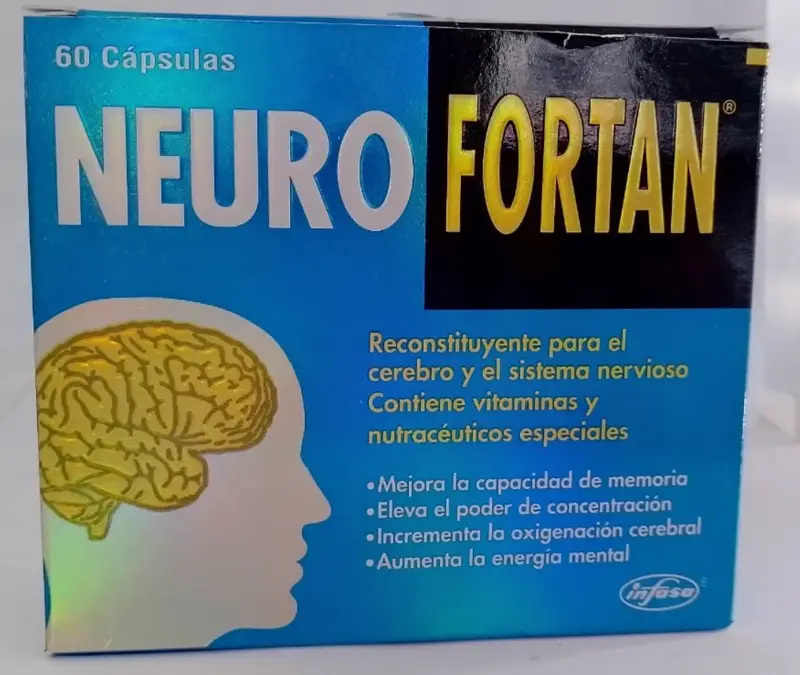 60 Cápsulas
NEURO FORTAN®
Reconstituyente para el
cerebro y el sistema nervioso
Contiene vitaminas y
nutracéuticos especiales
•Mejora la capacidad de memoria
•Eleva el poder de concentración
•Incrementa la oxigenación cerebral
•Aumenta la energía mental
infasa